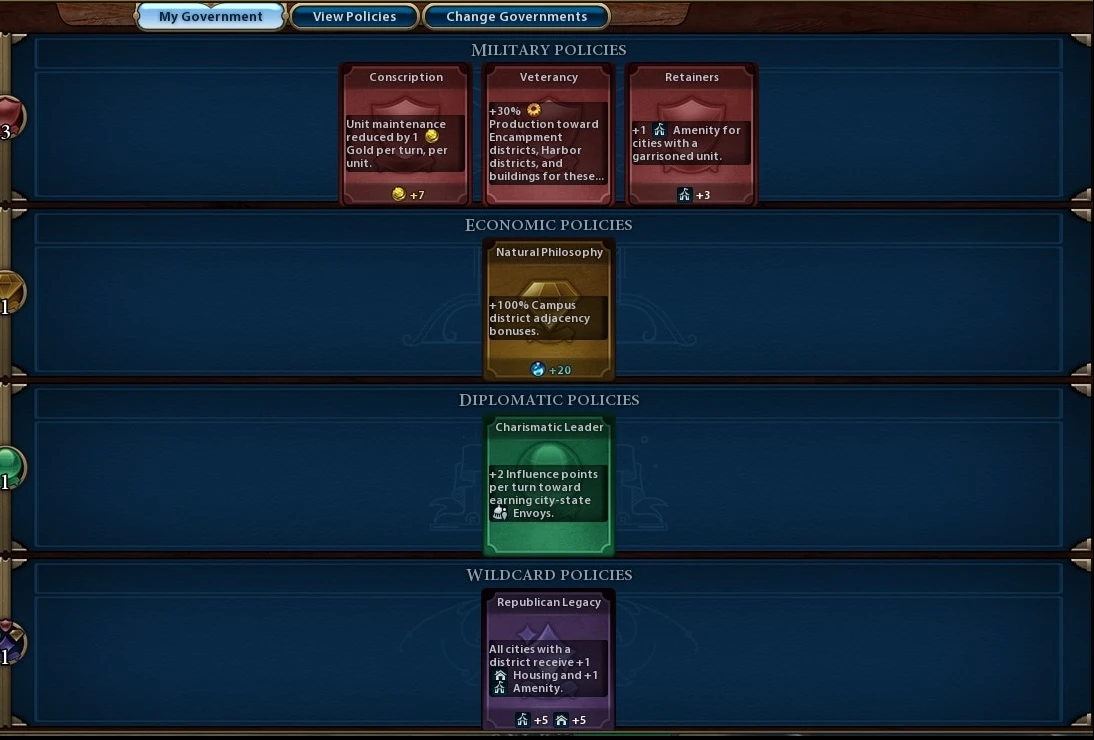 My Government
View Policies
Change Governments
MILITARY POLICIES
3
Conscription
Unit maintenance
reduced by 1
Gold per turn, per
unit.
+7
Veterancy
+30%
Production toward
Encampment
districts, Harbor
districts, and
buildings for these...
Retainers
+1 Amenity for
cities with a
garrisoned unit.
+3
ECONOMIC POLICIES
1
Natural Philosophy
+100% Campus
district adjacency
bonuses.
+20
DIPLOMATIC POLICIES
1
Charismatic Leader
+2 Influence points
per turn toward
earning city-state
Envoys.
WILDCARD POLICIES
1
Republican Legacy
All cities with a
district receive +1
Housing and +1
Amenity.
+5 +5